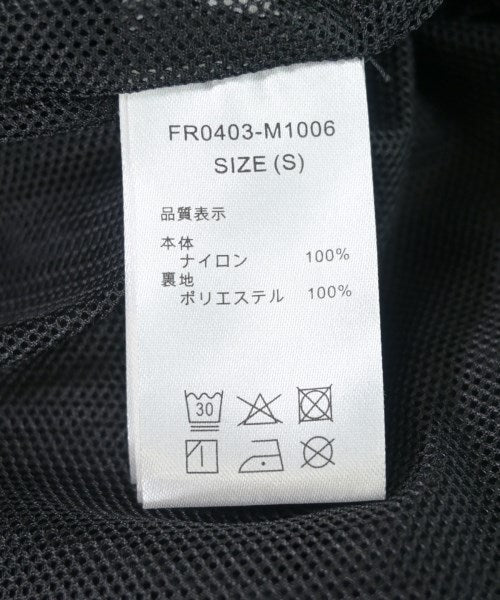 FR0403-M1006
SIZE (S)
品質表示
本体
ナイロン 100%
裏地
ポリエステル 100%
30